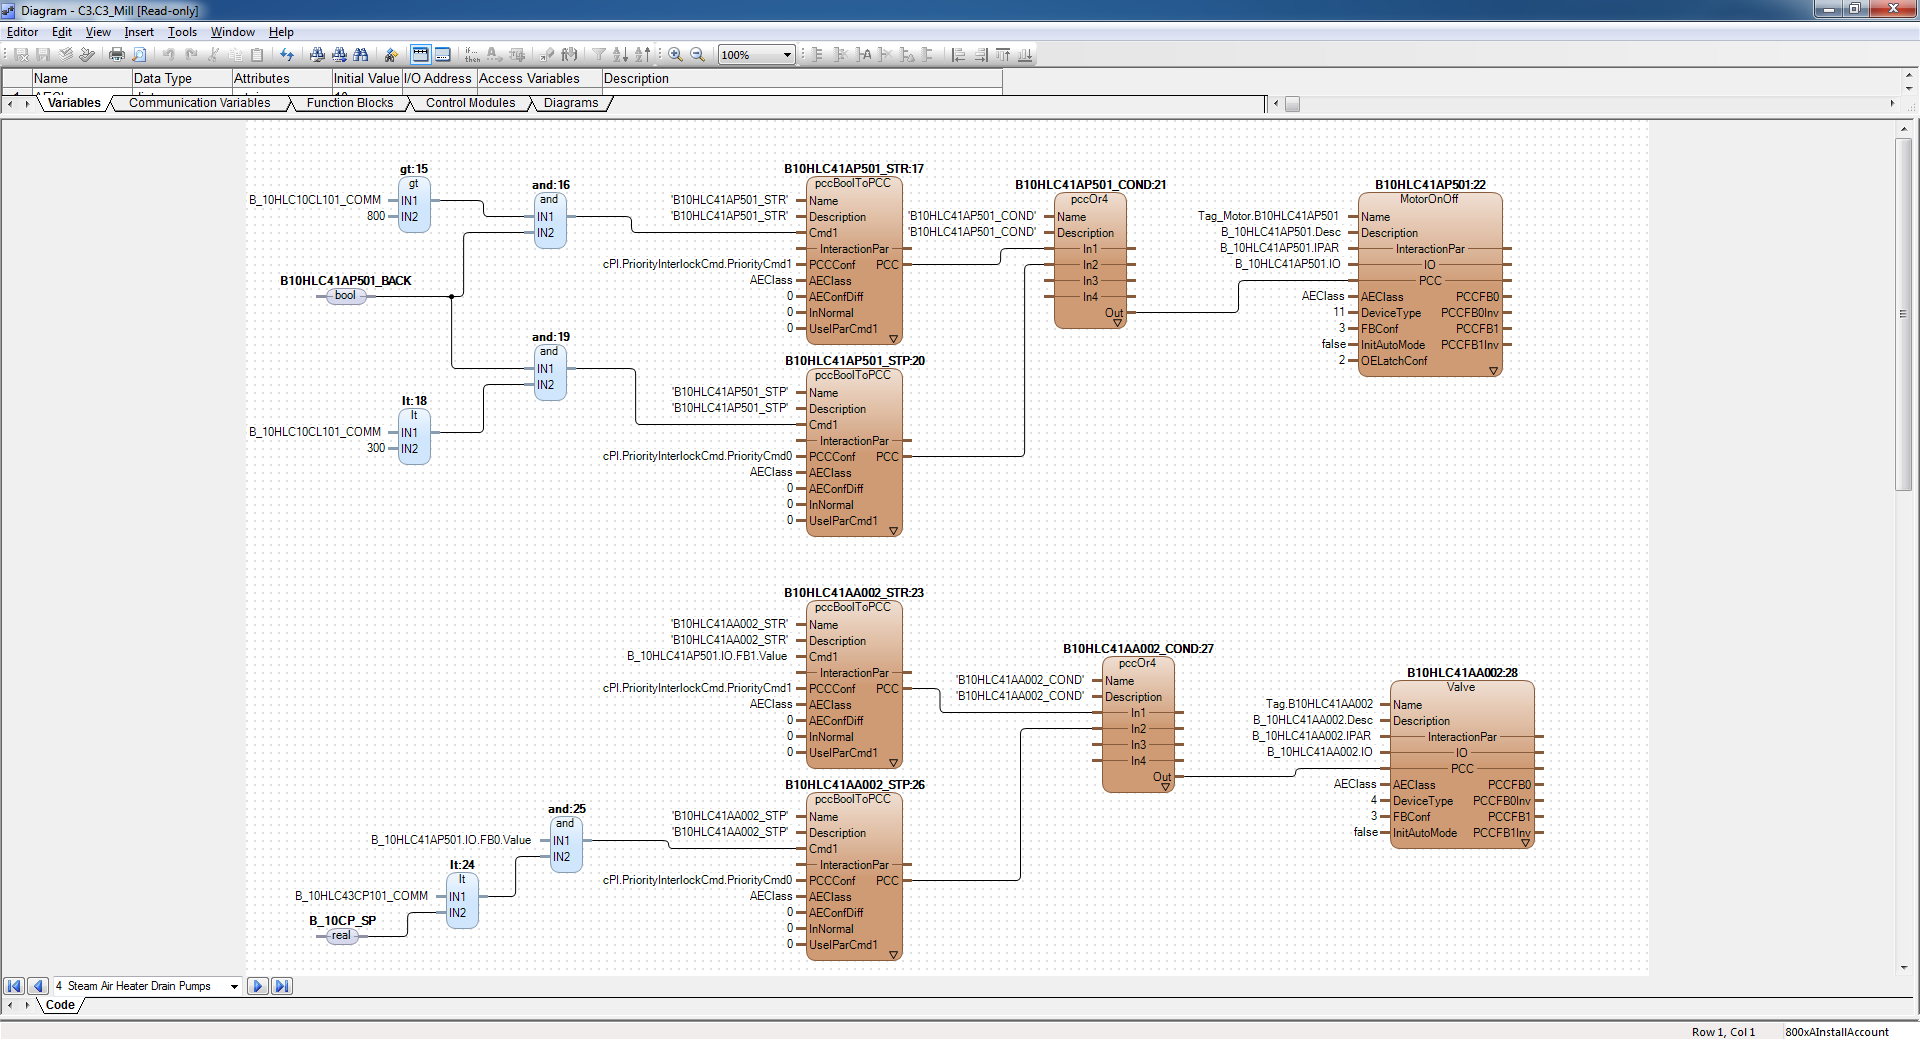 Diagram - C3.C3_Mill [Read-only]
Editor Edit View Insert Tools Window Help
if... then
100%
Name Data Type Attributes Initial Value I/O Address Access Variables Description
Variables Communication Variables Function Blocks Control Modules Diagrams
gt:15
gt
B_10HLC10CL101_COMM IN1
800 IN2
and:16
and
IN1
IN2
B10HLC41AP501_BACK
bool
and:19
and
IN1
IN2
lt:18
lt
B_10HLC10CL101_COMM IN1
300 IN2
B10HLC41AP501_STR:17
pccBoolToPCC
'B10HLC41AP501_STR' Name
'B10HLC41AP501_STR' Description
Cmd1
InteractionPar
cPI.PriorityInterlockCmd.PriorityCmd1 PCCConf PCC
AEClass AEClass
0 AEConfDiff
0 InNormal
0 UseIParCmd1
B10HLC41AP501_STP:20
pccBoolToPCC
'B10HLC41AP501_STP' Name
'B10HLC41AP501_STP' Description
Cmd1
InteractionPar
cPI.PriorityInterlockCmd.PriorityCmd0 PCCConf PCC
AEClass AEClass
0 AEConfDiff
0 InNormal
0 UseIParCmd1
B10HLC41AP501_COND:21
pccOr4
'B10HLC41AP501_COND' Name
'B10HLC41AP501_COND' Description
In1
In2
In3
In4
Out
B10HLC41AP501:22
MotorOnOff
Tag_Motor.B10HLC41AP501 Name
B_10HLC41AP501.Desc Description
B_10HLC41AP501.IPAR InteractionPar
B_10HLC41AP501.IO IO
PCC
AEClass AEClass PCCFB0
11 DeviceType PCCFB0Inv
3 FBConf PCCFB1
false InitAutoMode PCCFB1Inv
2 OELatchConf
B10HLC41AA002_STR:23
pccBoolToPCC
'B10HLC41AA002_STR' Name
'B10HLC41AA002_STR' Description
B_10HLC41AP501.IO.FB1.Value Cmd1
InteractionPar
cPI.PriorityInterlockCmd.PriorityCmd1 PCCConf PCC
AEClass AEClass
0 AEConfDiff
0 InNormal
0 UseIParCmd1
B10HLC41AA002_STP:26
pccBoolToPCC
'B10HLC41AA002_STP' Name
'B10HLC41AA002_STP' Description
Cmd1
InteractionPar
cPI.PriorityInterlockCmd.PriorityCmd0 PCCConf PCC
AEClass AEClass
0 AEConfDiff
0 InNormal
0 UseIParCmd1
and:25
and
B_10HLC41AP501.IO.FB0.Value IN1
IN2
lt:24
lt
B_10HLC43CP101_COMM IN1
IN2
B_10CP_SP
real
B10HLC41AA002_COND:27
pccOr4
'B10HLC41AA002_COND' Name
'B10HLC41AA002_COND' Description
In1
In2
In3
In4
Out
B10HLC41AA002:28
Valve
Tag.B10HLC41AA002 Name
B_10HLC41AA002.Desc Description
B_10HLC41AA002.IPAR InteractionPar
B_10HLC41AA002.IO IO
PCC
AEClass AEClass PCCFB0
4 DeviceType PCCFB0Inv
3 FBConf PCCFB1
false InitAutoMode PCCFB1Inv
4 Steam Air Heater Drain Pumps
Code
Row 1, Col 1 800xAInstallAccount